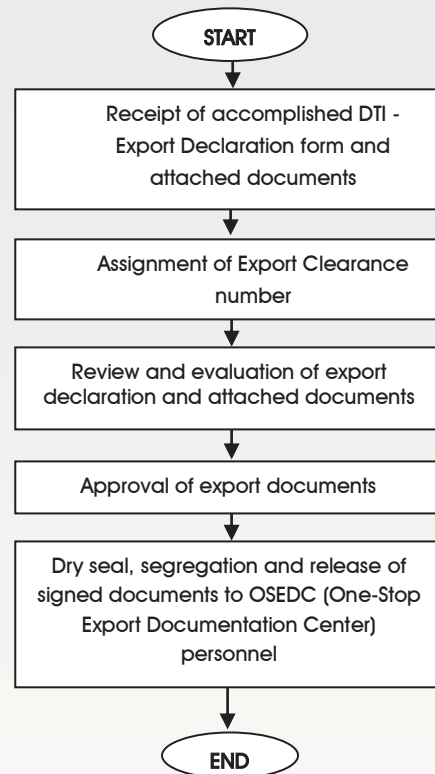 START
Receipt of accomplished DTI -
Export Declaration form and
attached documents
Assignment of Export Clearance
number
Review and evaluation of export
declaration and attached documents
Approval of export documents
Dry seal, segregation and release of
signed documents to OSEDC (One-Stop
Export Documentation Center)
personnel
END